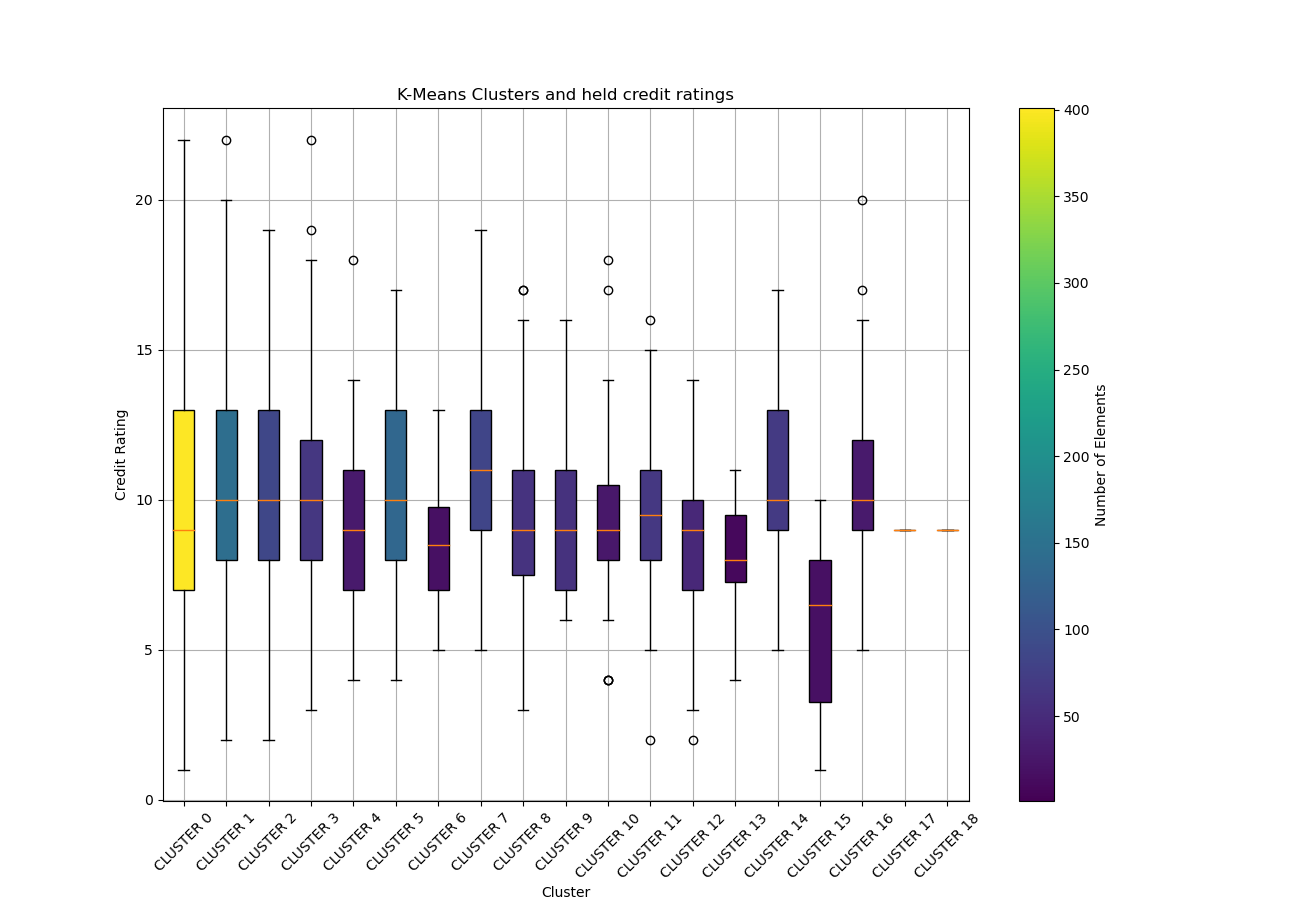 K-Means Clusters and held credit ratings
Credit Rating
20
15
10
5
0
CLUSTER 0
CLUSTER 1
CLUSTER 2
CLUSTER 3
CLUSTER 4
CLUSTER 5
CLUSTER 6
CLUSTER 7
CLUSTER 8
CLUSTER 9
CLUSTER 10
CLUSTER 11
CLUSTER 12
CLUSTER 13
CLUSTER 14
CLUSTER 15
CLUSTER 16
CLUSTER 17
CLUSTER 18
Cluster
400
350
300
250
200
150
100
50
Number of Elements